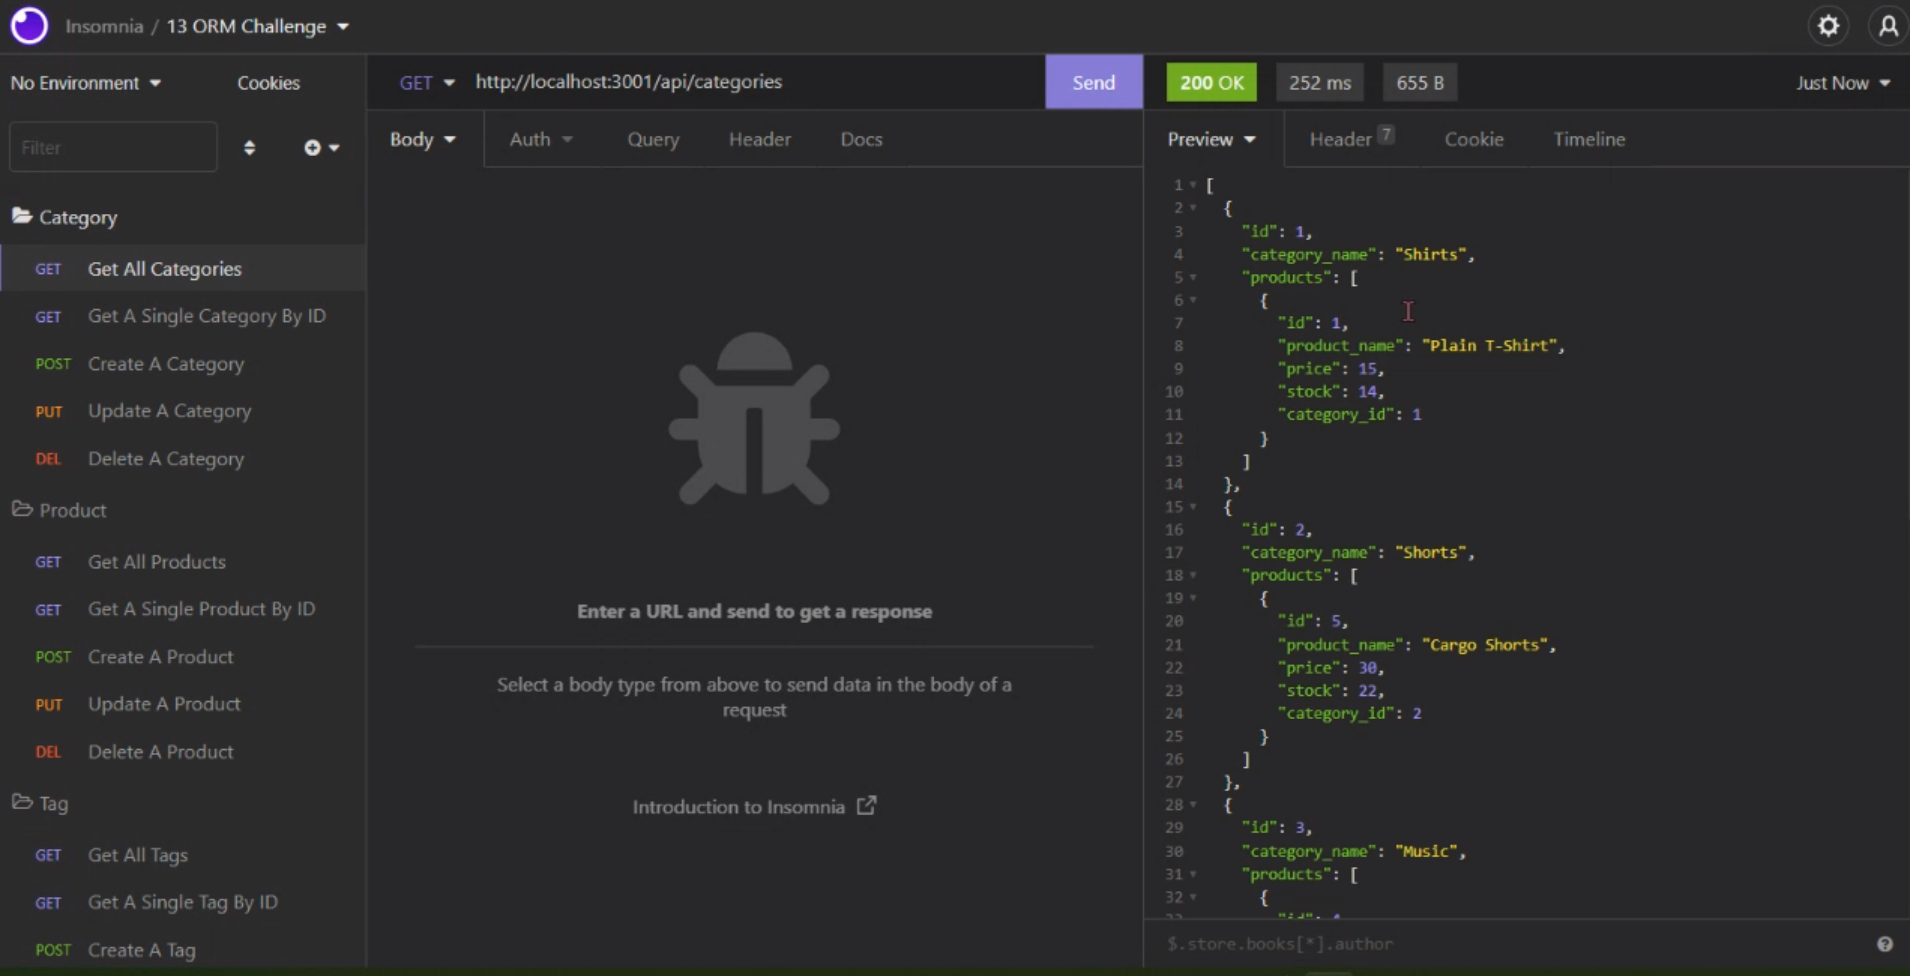 Insomnia / 13 ORM Challenge
No Environment
Cookies
Filter
Category
GET Get All Categories
GET Get A Single Category By ID
POST Create A Category
PUT Update A Category
DEL Delete A Category
Product
GET Get All Products
GET Get A Single Product By ID
POST Create A Product
PUT Update A Product
DEL Delete A Product
Tag
GET Get All Tags
GET Get A Single Tag By ID
POST Create A Tag
GET http://localhost:3001/api/categories Send
Body Auth Query Header Docs
Enter a URL and send to get a response
Select a body type from above to send data in the body of a
request
Introduction to Insomnia
200 OK 252 ms 655 B Just Now
Preview Header 7 Cookie Timeline
1 [
2 {
3 "id": 1,
4 "category_name": "Shirts",
5 "products": [
6 {
7 "id": 1,
8 "product_name": "Plain T-Shirt",
9 "price": 15,
10 "stock": 14,
11 "category_id": 1
12 }
13 ]
14 },
15 {
16 "id": 2,
17 "category_name": "Shorts",
18 "products": [
19 {
20 "id": 5,
21 "product_name": "Cargo Shorts",
22 "price": 30,
23 "stock": 22,
24 "category_id": 2
25 }
26 ]
27 },
28 {
29 "id": 3,
30 "category_name": "Music",
31 "products": [
32 {
$.store.books[*].author